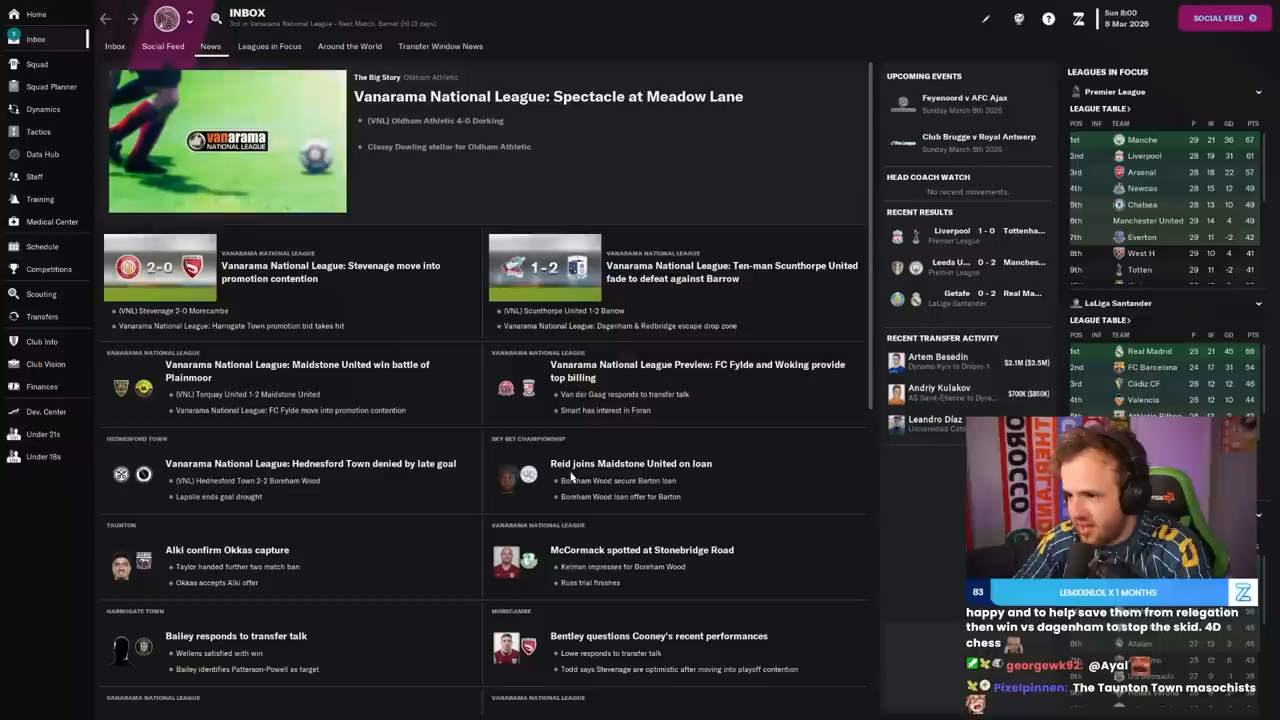 Home
Inbox
Squad
Squad Planner
Dynamics
Tactics
Data Hub
Staff
Training
Medical Center
Schedule
Competitions
Scouting
Transfers
Club Info
Club Vision
Finances
Dev. Center
Under 21s
Under 18s
INBOX
3rd in Vanarama National League - Next Match: Barnet (H) (3 days)
Sun 8:00
8 Mar 2026
SOCIAL FEED
Inbox Social Feed News Leagues in Focus Around the World Transfer Window News
vanarama
NATIONAL LEAGUE
The Big Story Oldham Athletic
Vanarama National League: Spectacle at Meadow Lane
(VNL) Oldham Athletic 4-0 Dorking
Classy Dowling stellar for Oldham Athletic
2-0
VANARAMA NATIONAL LEAGUE
Vanarama National League: Stevenage move into
promotion contention
(VNL) Stevenage 2-0 Morecambe
Vanarama National League: Harrogate Town promotion bid takes hit
1-2
VANARAMA NATIONAL LEAGUE
Vanarama National League: Ten-man Scunthorpe United
fade to defeat against Barrow
(VNL) Scunthorpe United 1-2 Barrow
Vanarama National League: Dagenham & Redbridge escape drop zone
VANARAMA NATIONAL LEAGUE
Vanarama National League: Maidstone United win battle of
Plainmoor
(VNL) Torquay United 1-2 Maidstone United
Vanarama National League: FC Fylde move into promotion contention
VANARAMA NATIONAL LEAGUE
Vanarama National League Preview: FC Fylde and Woking provide
top billing
Van der Gaag responds to transfer talk
Smart has interest in Foran
HEDNESFORD TOWN
Vanarama National League: Hednesford Town denied by late goal
(VNL) Hednesford Town 2-2 Boreham Wood
Lapslie ends goal drought
SKY BET CHAMPIONSHIP
Reid joins Maidstone United on loan
Boreham Wood secure Barton loan
Boreham Wood loan offer for Barton
TAUNTON
Alki confirm Okkas capture
Taylor handed further two match ban
Okkas accepts Alki offer
VANARAMA NATIONAL LEAGUE
McCormack spotted at Stonebridge Road
Kelman impresses for Boreham Wood
Russ trial finishes
HARROGATE TOWN
Bailey responds to transfer talk
Wellens satisfied with win
Bailey identifies Patterson-Powell as target
MORECAMBE
Bentley questions Cooney's recent performances
Lowe responds to transfer talk
Todd says Stevenage are optimistic after moving into playoff contention
VANARAMA NATIONAL LEAGUE
VANARAMA NATIONAL LEAGUE
UPCOMING EVENTS
Feyenoord v AFC Ajax
Sunday March 8th 2026
Club Brugge v Royal Antwerp
Sunday March 8th 2026
HEAD COACH WATCH
No recent movements.
RECENT RESULTS
Liverpool 1 - 0 Tottenha...
Premier League
Leeds U... 0 - 2 Manches...
Premier League
Getafe 0 - 2 Real Ma...
LaLiga Santander
RECENT TRANSFER ACTIVITY
Artem Besedin
Dynamo Kyiv to Dnipro-1
$2.1M ($2.5M)
Andriy Kulakov
AS Saint-Etienne to Dyna...
$700K ($850K)
Leandro Díaz
LEAGUES IN FOCUS
Premier League
LEAGUE TABLE>
POS INF TEAM P W GD PTS
1st Manche 29 21 36 67
2nd Liverpool 28 19 31 61
3rd Arsenal 28 18 22 57
4th Newcas 28 15 12 49
5th Chelsea 28 13 10 49
6th Manchester United 29 14 4 49
7th Everton 29 11 -2 42
8th West H 29 10 4 41
9th Totten 29 11 -2 41
LaLiga Santander
LEAGUE TABLE>
POS INF TEAM P W GD PTS
1st Real Madrid 25 21 45 66
2nd FC Barcelona 24 17 31 54
3rd Cádiz CF 26 12 12 46
4th Valencia 26 12 10 44
83 LEMXXNLOL X 1 MONTHS
happy and to help save them from relegation
then win vs dagenham to stop the skid. 4D
chess
georgewk92: @Ayal
Pixelpinnen: The Taunton Town masochists